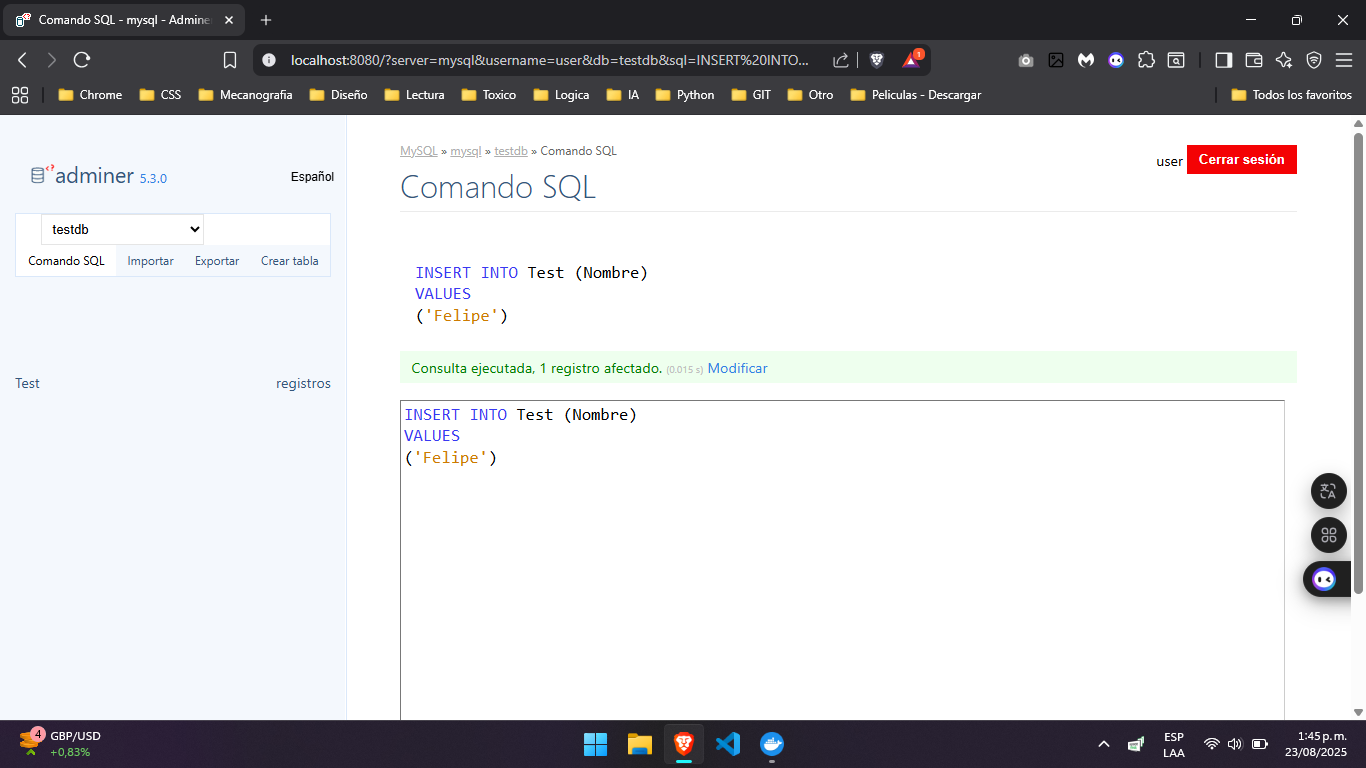 Comando SQL - mysql - Adminer
localhost:8080/?server=mysql&username=user&db=testdb&sql=INSERT%20INTO...
1
Chrome
CSS
Mecanografia
Diseño
Lectura
Toxico
Logica
IA
Python
GIT
Otro
Peliculas - Descargar
Todos los favoritos
adminer 5.3.0
Español
testdb
Comando SQL
Importar
Exportar
Crear tabla
Test
registros
MySQL » mysql » testdb » Comando SQL
user
Cerrar sesión
Comando SQL
INSERT INTO Test (Nombre)
VALUES
('Felipe')
Consulta ejecutada, 1 registro afectado. (0.015 s) Modificar
INSERT INTO Test (Nombre)
VALUES
('Felipe')
4
GBP/USD
+0,83%
ESP
LAA
1:45 p. m.
23/08/2025